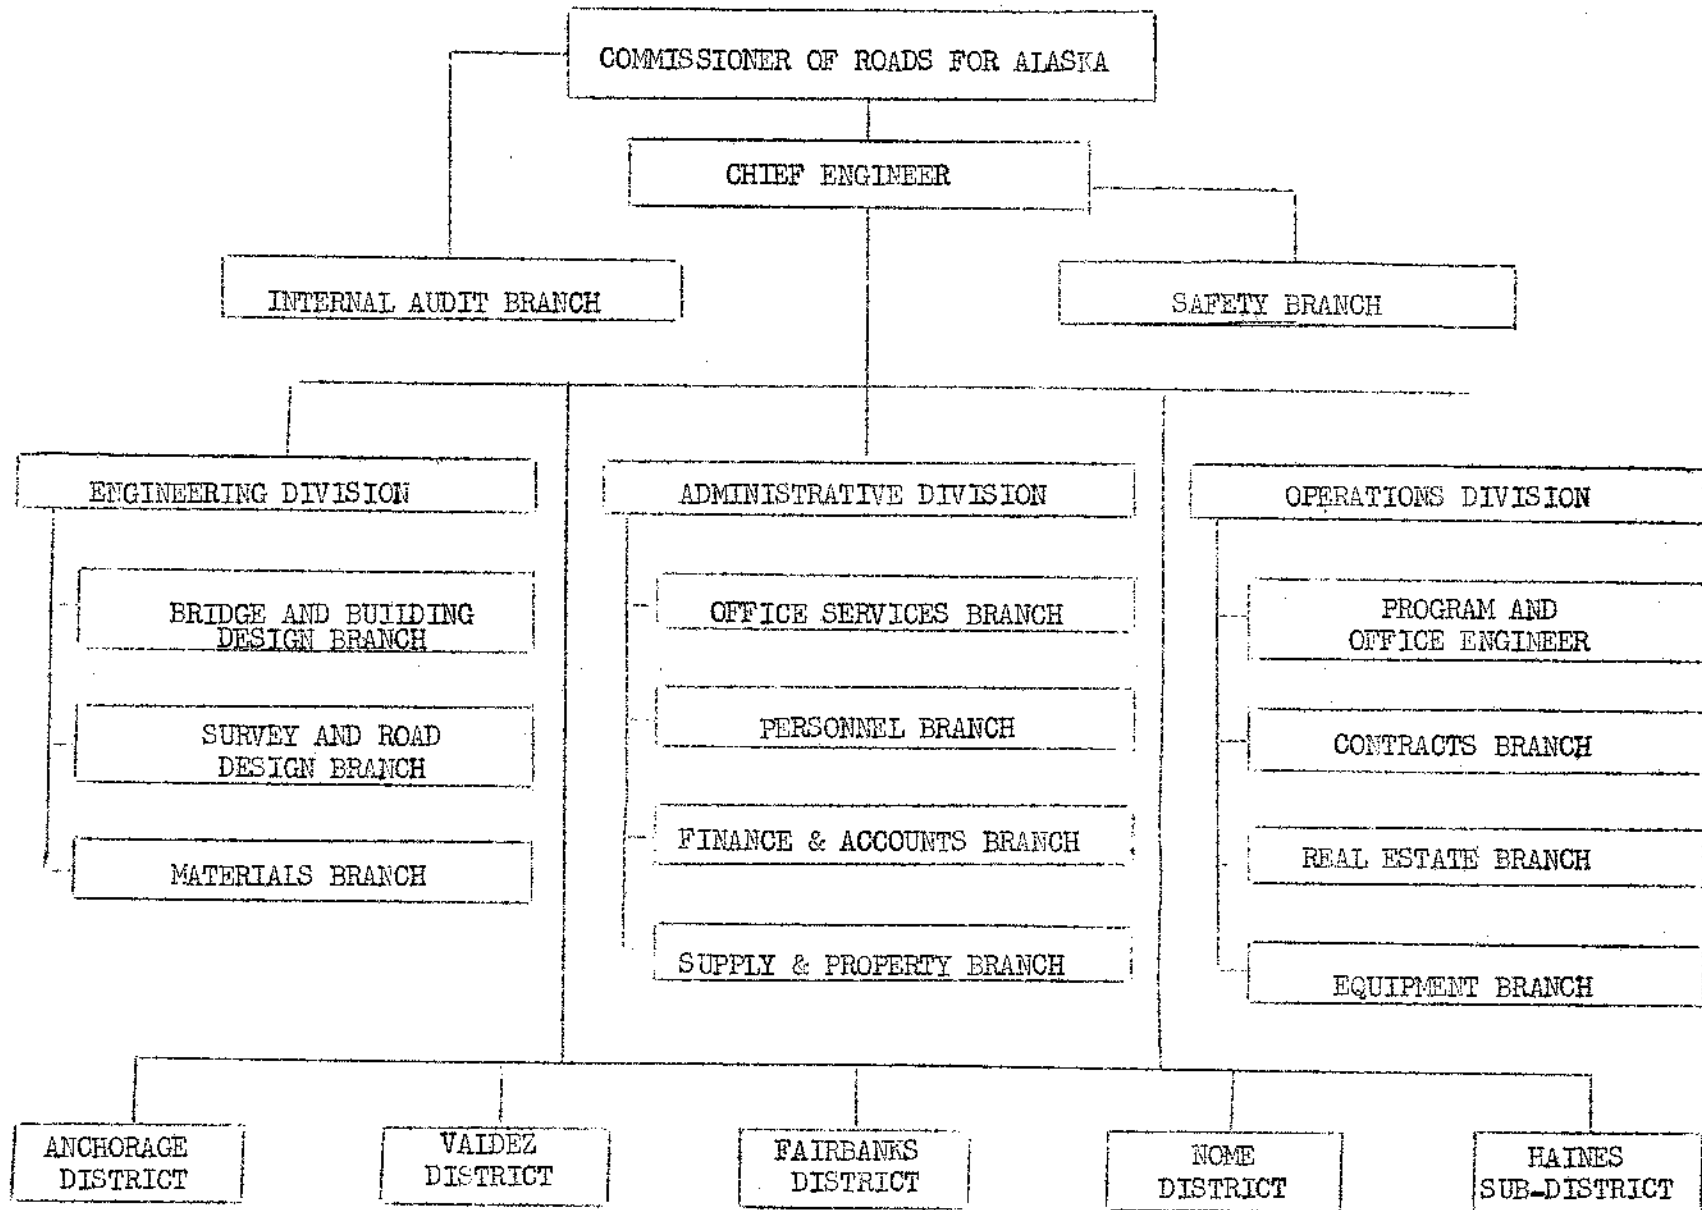 COMMISSIONER OF ROADS FOR ALASKA
CHIEF ENGINEER
INTERNAL AUDIT BRANCH
SAFETY BRANCH
ENGINEERING DIVISION
BRIDGE AND BUILDING
DESIGN BRANCH
SURVEY AND ROAD
DESIGN BRANCH
MATERIALS BRANCH
ADMINISTRATIVE DIVISION
OFFICE SERVICES BRANCH
PERSONNEL BRANCH
FINANCE & ACCOUNTS BRANCH
SUPPLY & PROPERTY BRANCH
OPERATIONS DIVISION
PROGRAM AND
OFFICE ENGINEER
CONTRACTS BRANCH
REAL ESTATE BRANCH
EQUIPMENT BRANCH
ANCHORAGE
DISTRICT
VALDEZ
DISTRICT
FAIRBANKS
DISTRICT
NOME
DISTRICT
HAINES
SUB-DISTRICT